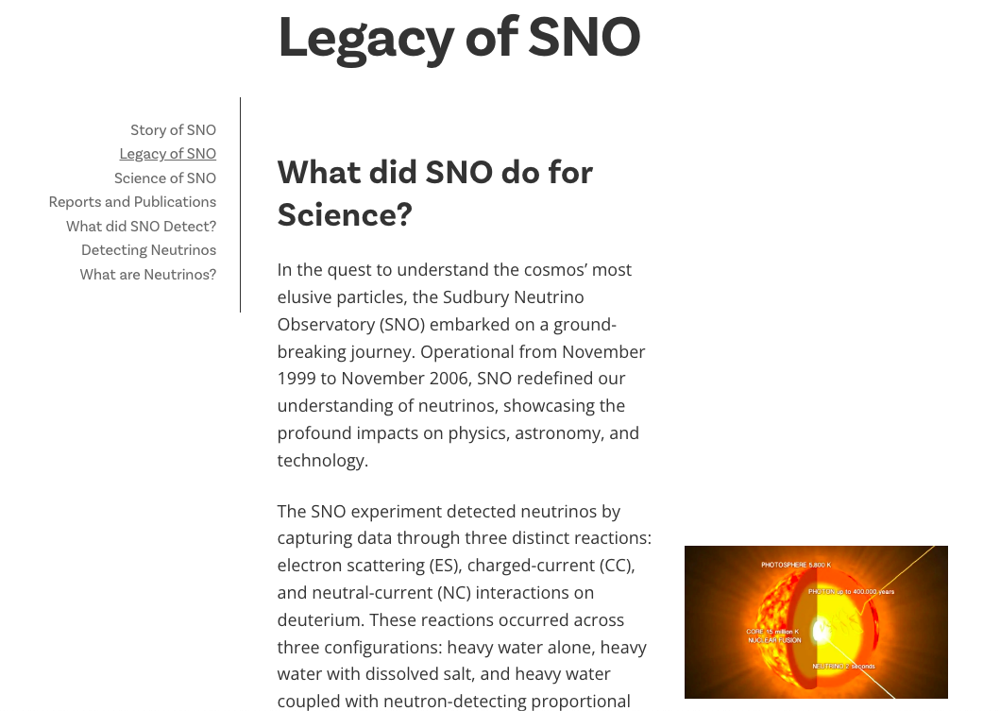 Legacy of SNO
Story of SNO
Legacy of SNO
Science of SNO
Reports and Publications
What did SNO Detect?
Detecting Neutrinos
What are Neutrinos?
What did SNO do for
Science?
In the quest to understand the cosmos’ most
elusive particles, the Sudbury Neutrino
Observatory (SNO) embarked on a ground-
breaking journey. Operational from November
1999 to November 2006, SNO redefined our
understanding of neutrinos, showcasing the
profound impacts on physics, astronomy, and
technology.
The SNO experiment detected neutrinos by
capturing data through three distinct reactions:
electron scattering (ES), charged-current (CC),
and neutral-current (NC) interactions on
deuterium. These reactions occurred across
three configurations: heavy water alone, heavy
water with dissolved salt, and heavy water
coupled with neutron-detecting proportional
PHOTOSPHERE 5,800 K
PHOTON up to 400,000 years
CORE 15 million K
NUCLEAR FUSION
NEUTRINO 2 seconds